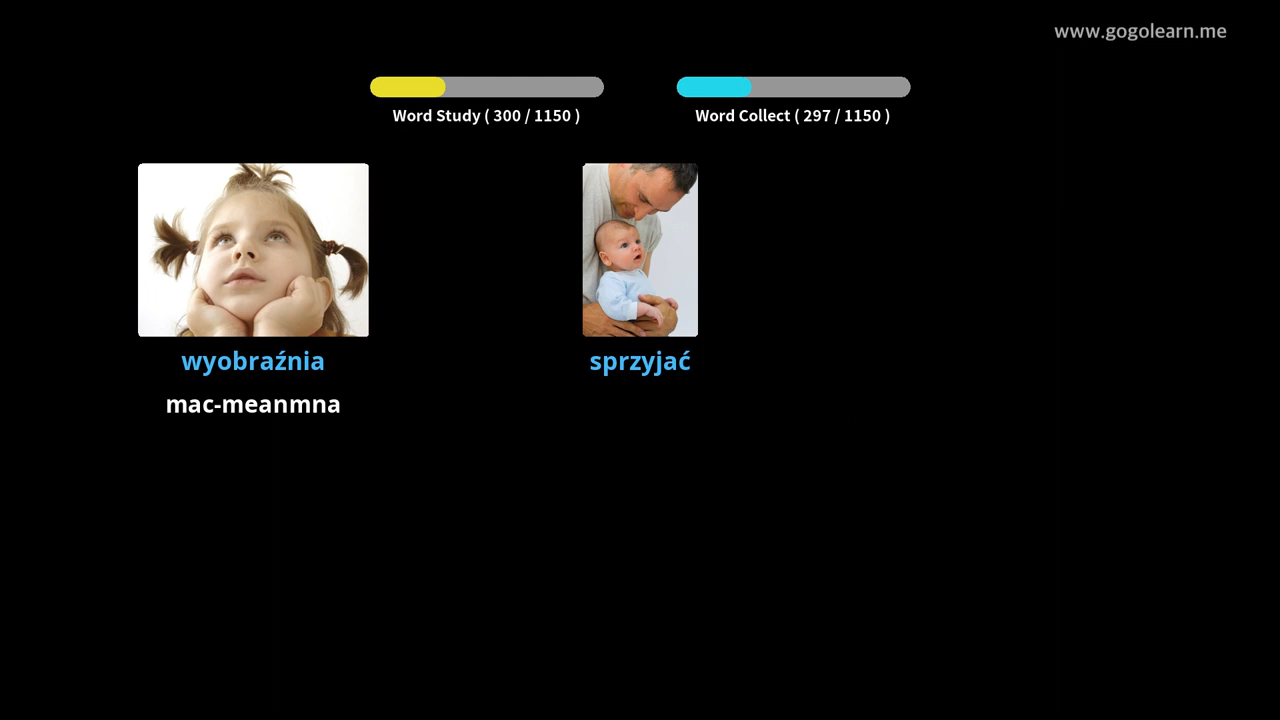 www.gogolearn.me
Word Study ( 300 / 1150 )
Word Collect ( 297 / 1150 )
wyobraźnia
sprzyjać
mac-meanmna